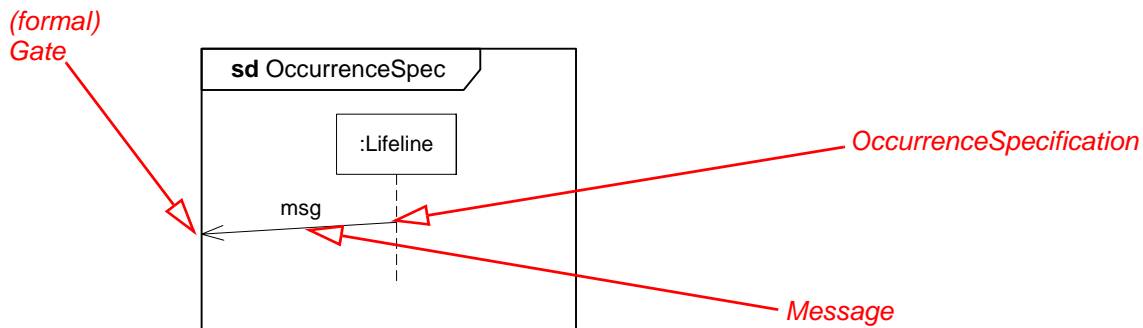 (formal)
Gate
sd OccurrenceSpec
:Lifeline
OccurrenceSpecification
msg
Message